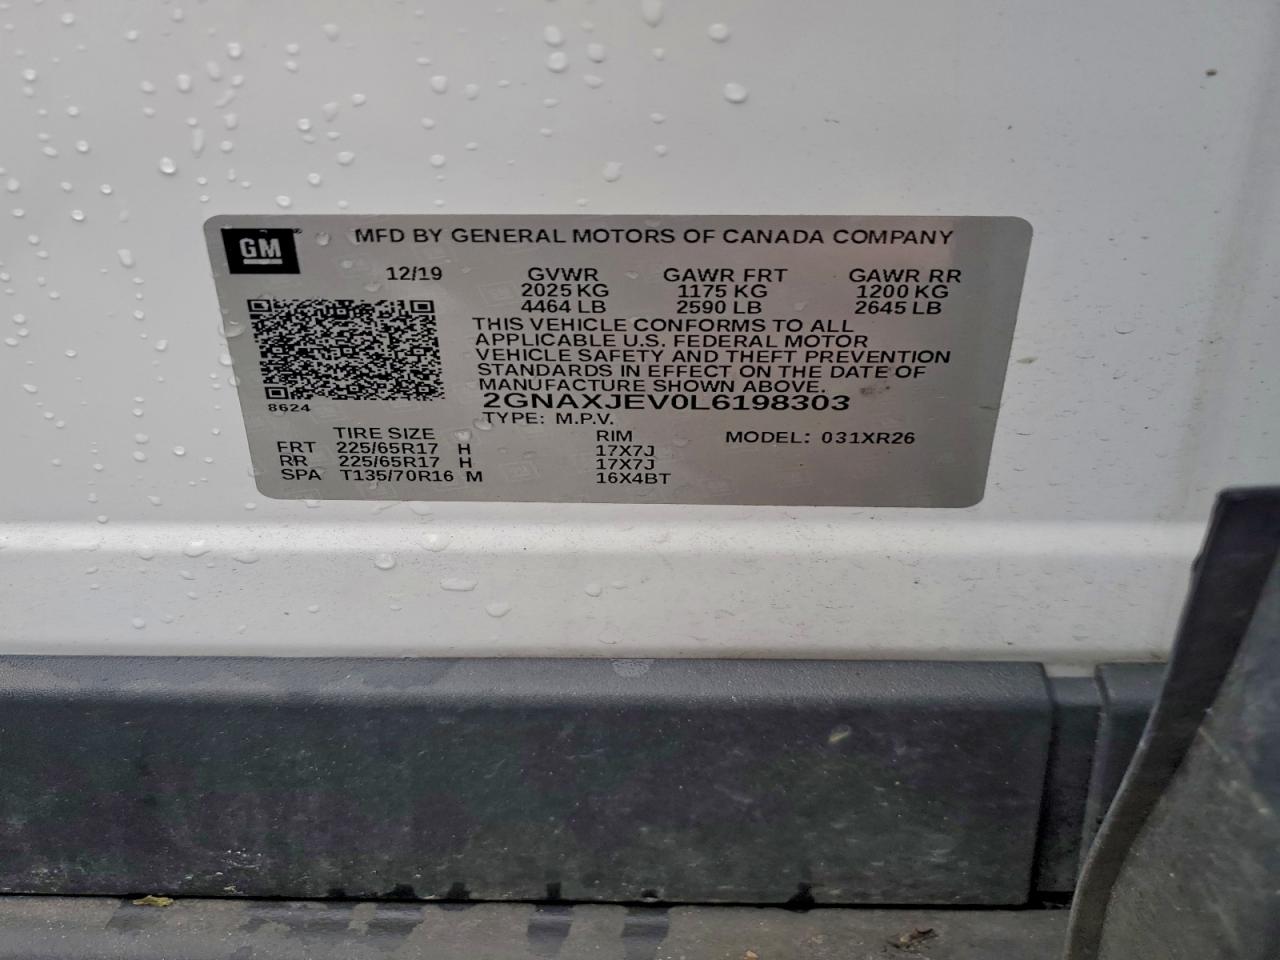 GM
MFD BY GENERAL MOTORS OF CANADA COMPANY
12/19 GVWR GAWR FRT GAWR RR
2025 KG 1175 KG 1200 KG
4464 LB 2590 LB 2645 LB
THIS VEHICLE CONFORMS TO ALL
APPLICABLE U.S. FEDERAL MOTOR
VEHICLE SAFETY AND THEFT PREVENTION
STANDARDS IN EFFECT ON THE DATE OF
MANUFACTURE SHOWN ABOVE.
2GNAXJEV0L6198303
8624
TYPE: M.P.V.
TIRE SIZE RIM MODEL: 031XR26
FRT 225/65R17 H 17X7J
RR 225/65R17 H 17X7J
SPA T135/70R16 M 16X4BT